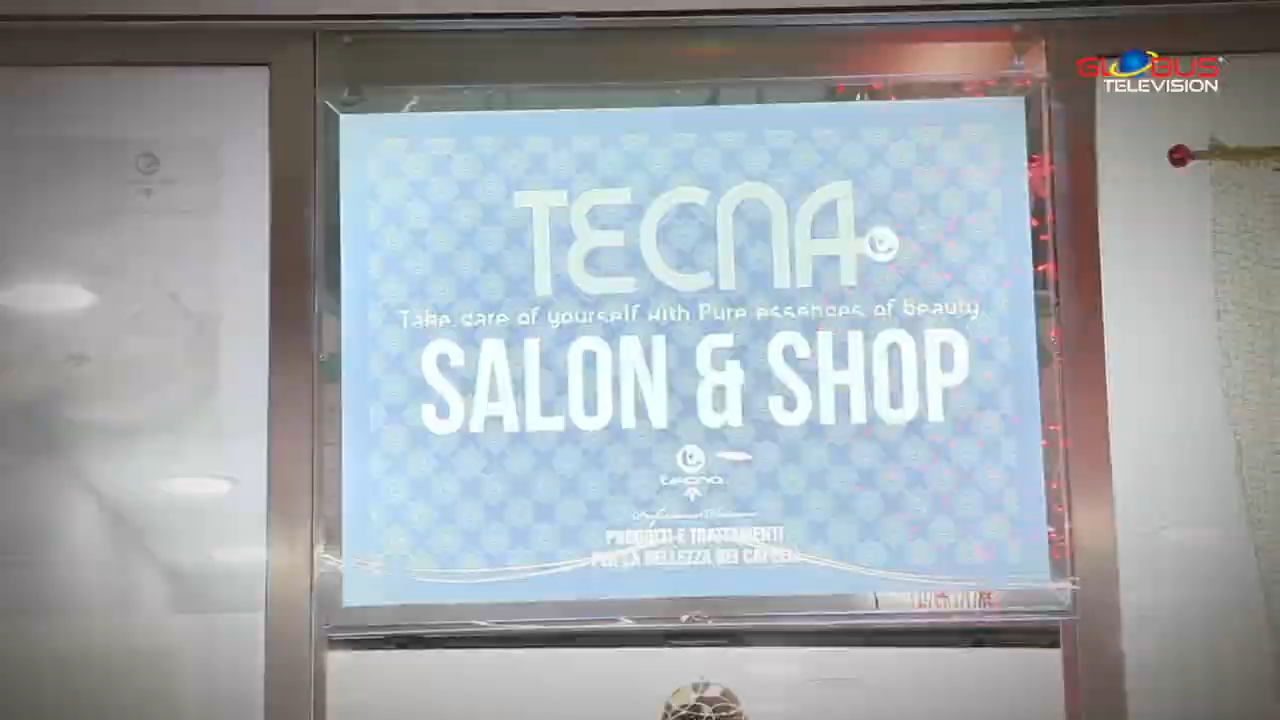 GLOBUS
TELEVISION
TECNA
Take care of yourself with Pure essences of beauty
SALON & SHOP
tecna
PRODOTTI E TRATTAMENTI
PER LA BELLEZZA DEI CAPELLI